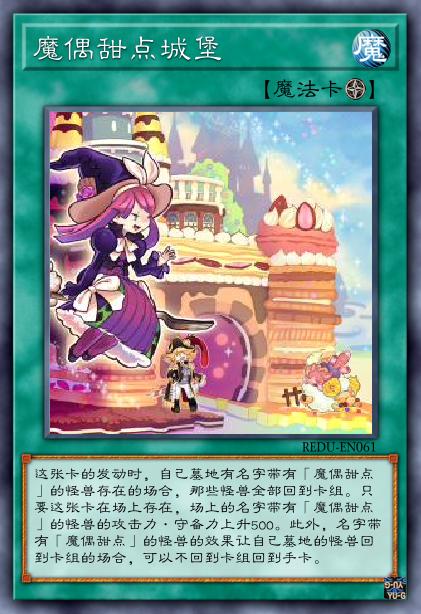 魔偶甜点城堡
魔
【魔法卡】
REDU-EN061
这张卡的发动时，自己墓地有名字带有「魔偶甜点
」的怪兽存在的场合，那些怪兽全部回到卡组。只
要这张卡在场上存在，场上的名字带有「魔偶甜点
」的怪兽的攻击力·守备力上升500。此外，名字带
有「魔偶甜点」的怪兽的效果让自己墓地的怪兽回
到卡组的场合，可以不回到卡组回到手卡。